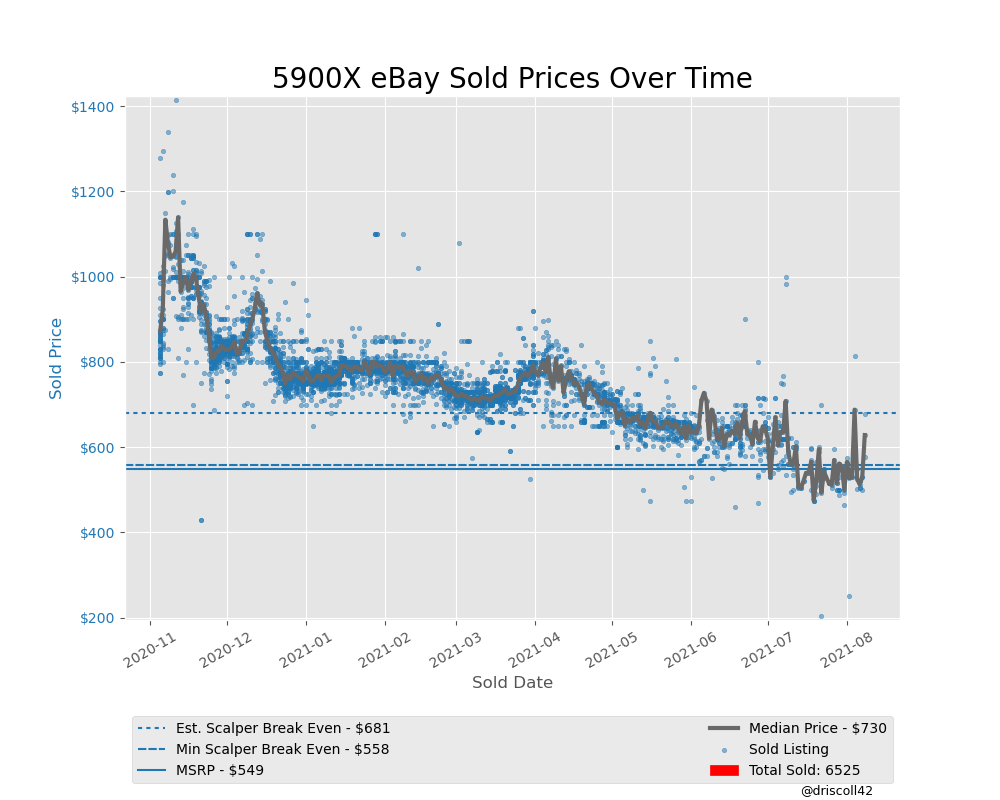 5900X eBay Sold Prices Over Time
Sold Price
$1400
$1200
$1000
$800
$600
$400
$200
2020-11
2020-12
2021-01
2021-02
2021-03
2021-04
2021-05
2021-06
2021-07
2021-08
Sold Date
Est. Scalper Break Even - $681
Min Scalper Break Even - $558
MSRP - $549
Median Price - $730
Sold Listing
Total Sold: 6525
@driscoll42